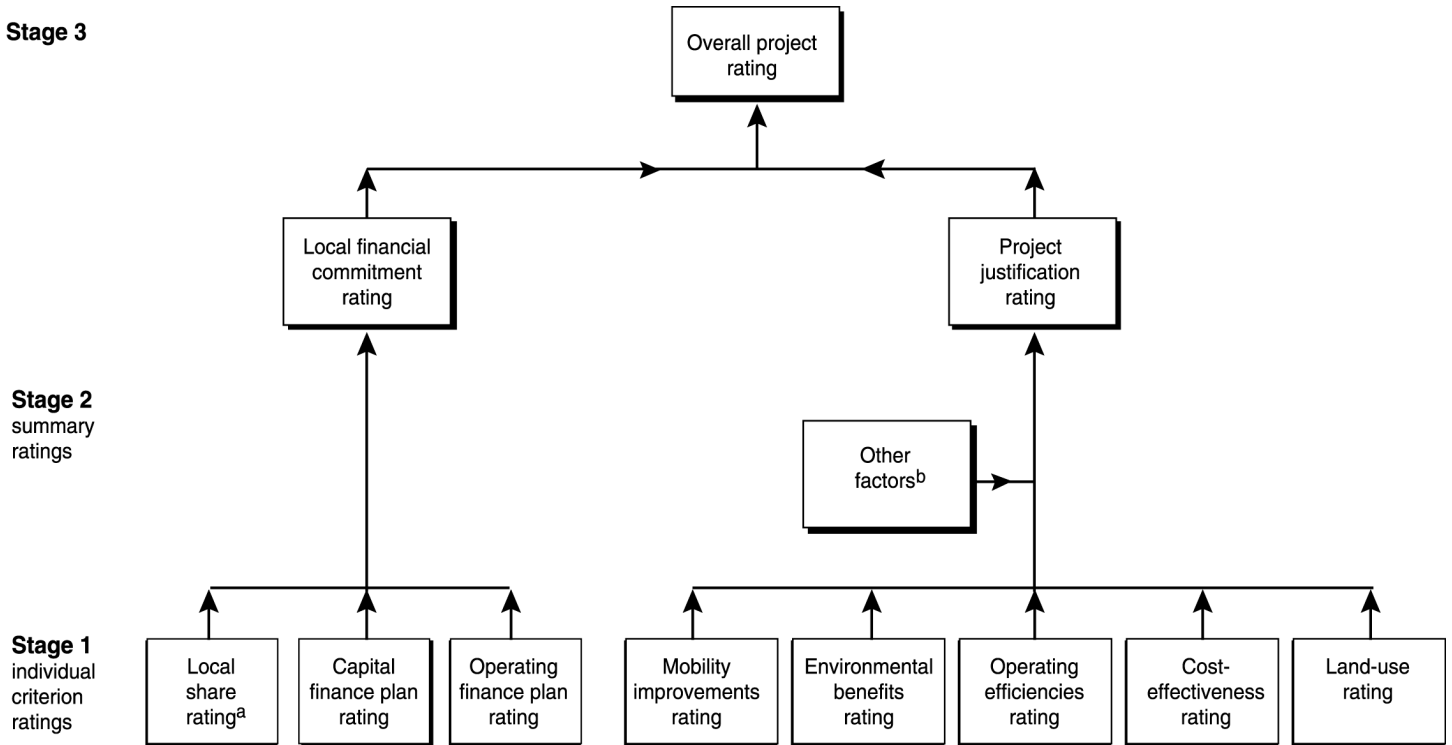 Stage 3
Overall project
rating
Local financial
commitment
rating
Project
justification
rating
Stage 2
summary
ratings
Other
factorsb
Stage 1
individual
criterion
ratings
Local
share
ratinga
Capital
finance plan
rating
Operating
finance plan
rating
Mobility
improvements
rating
Environmental
benefits
rating
Operating
efficiencies
rating
Cost-
effectiveness
rating
Land-use
rating